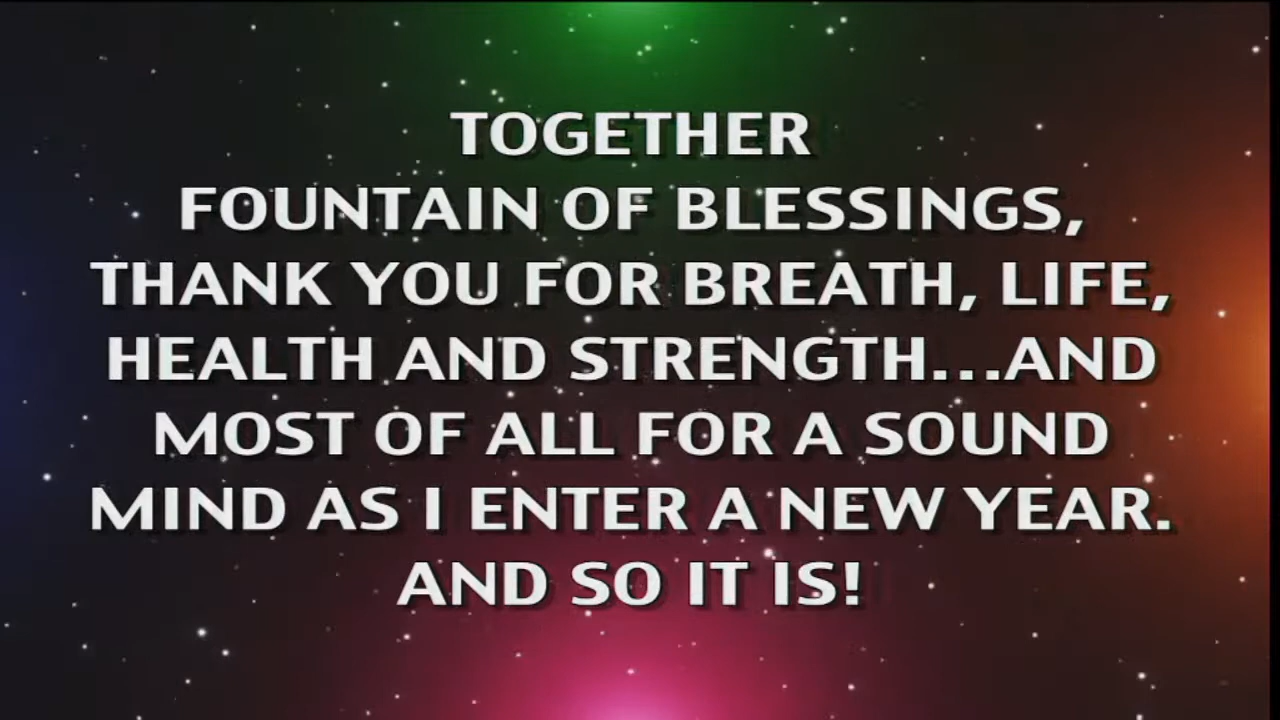 TOGETHER
FOUNTAIN OF BLESSINGS,
THANK YOU FOR BREATH, LIFE,
HEALTH AND STRENGTH...AND
MOST OF ALL FOR A SOUND
MIND AS I ENTER A NEW YEAR.
AND SO IT IS!